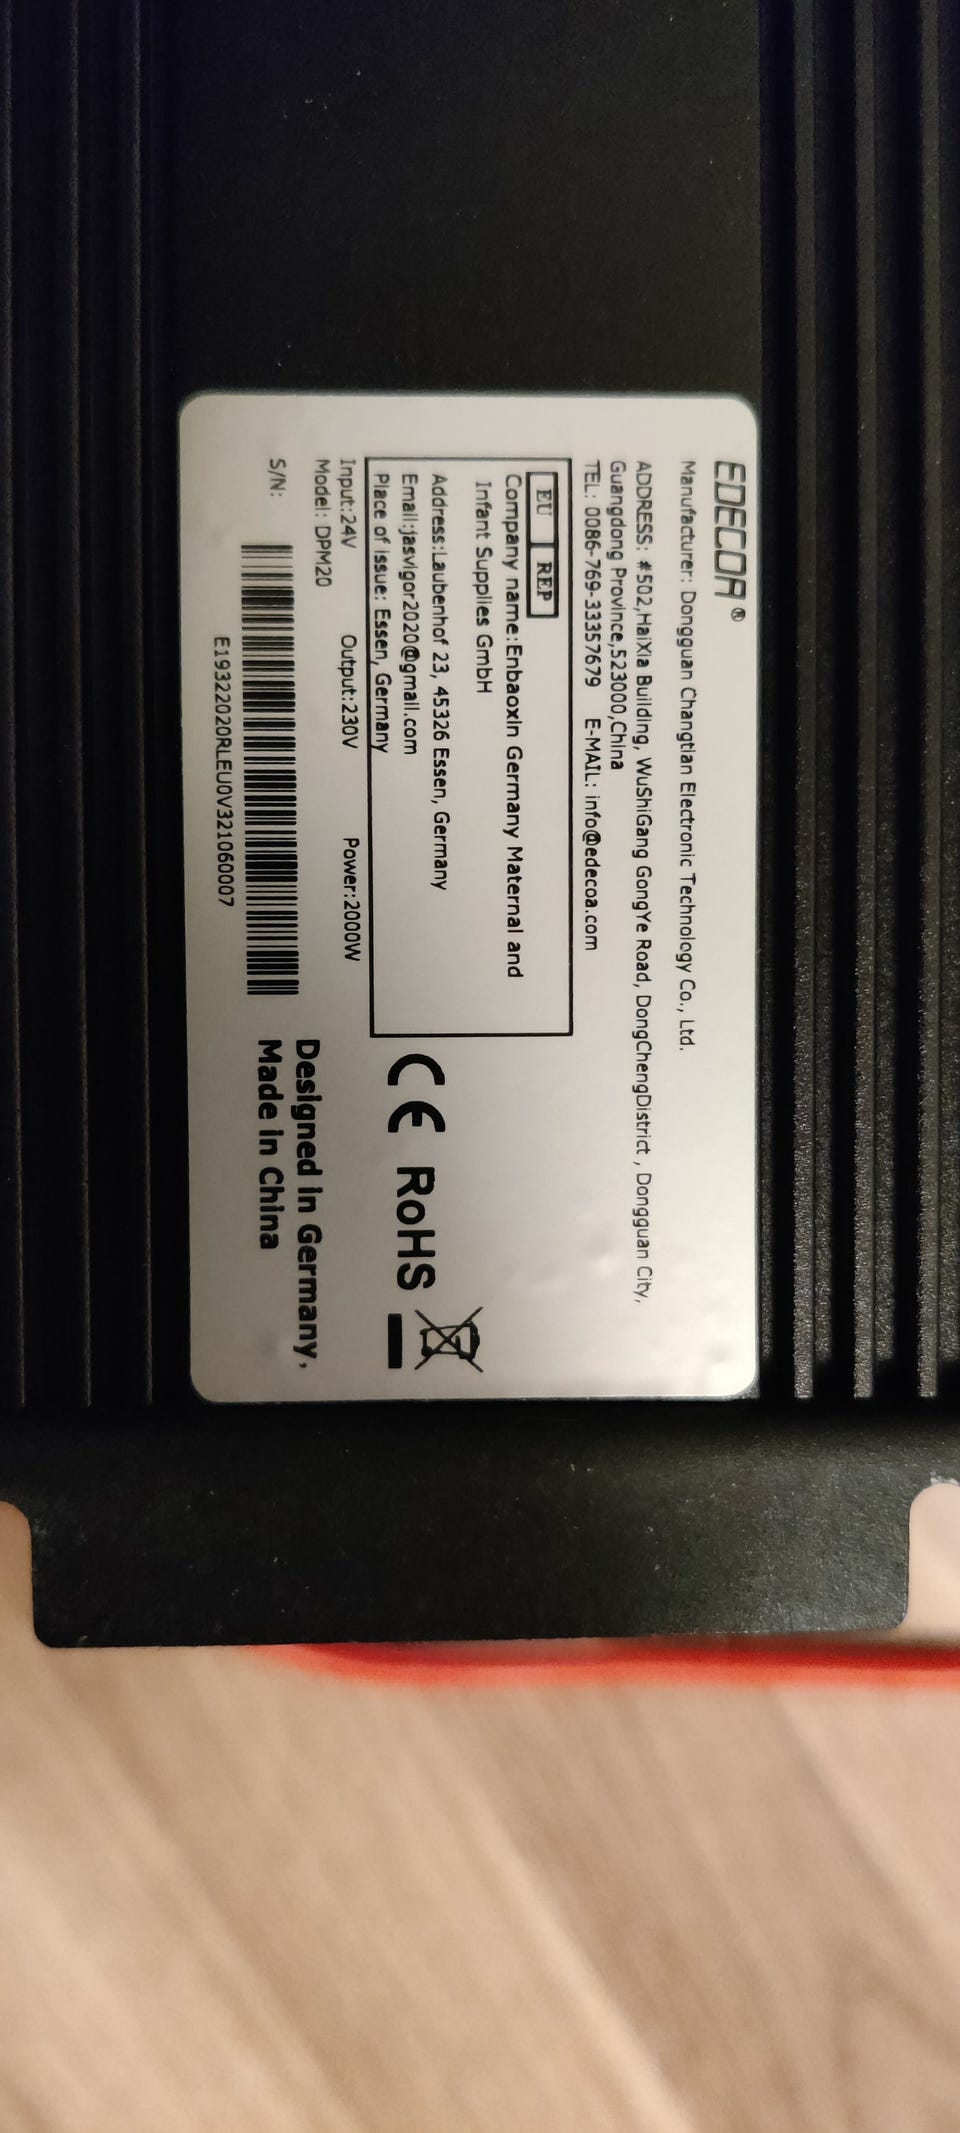 EDECOA®
Manufacturer: Dongguan Changtian Electronic Technology Co., Ltd.
ADDRESS: #502,HaiXia Building, WuShiGang GongYe Road, DongChengDistrict , Dongguan City,
Guangdong Province,523000,China
TEL: 0086-769-33357679 E-MAIL: info@edecoa.com
EU REP
Company name:Enbaoxin Germany Maternal and
Infant Supplies GmbH
Address:Laubenhof 23, 45326 Essen, Germany
Email:jasvigor2020@gmail.com
Place of issue: Essen, Germany
CE RoHS
Input:24V Output:230V Power:2000W
Model: DPM20
S/N:
E19322020RLEU0V321060007
Designed in Germany,
Made in China